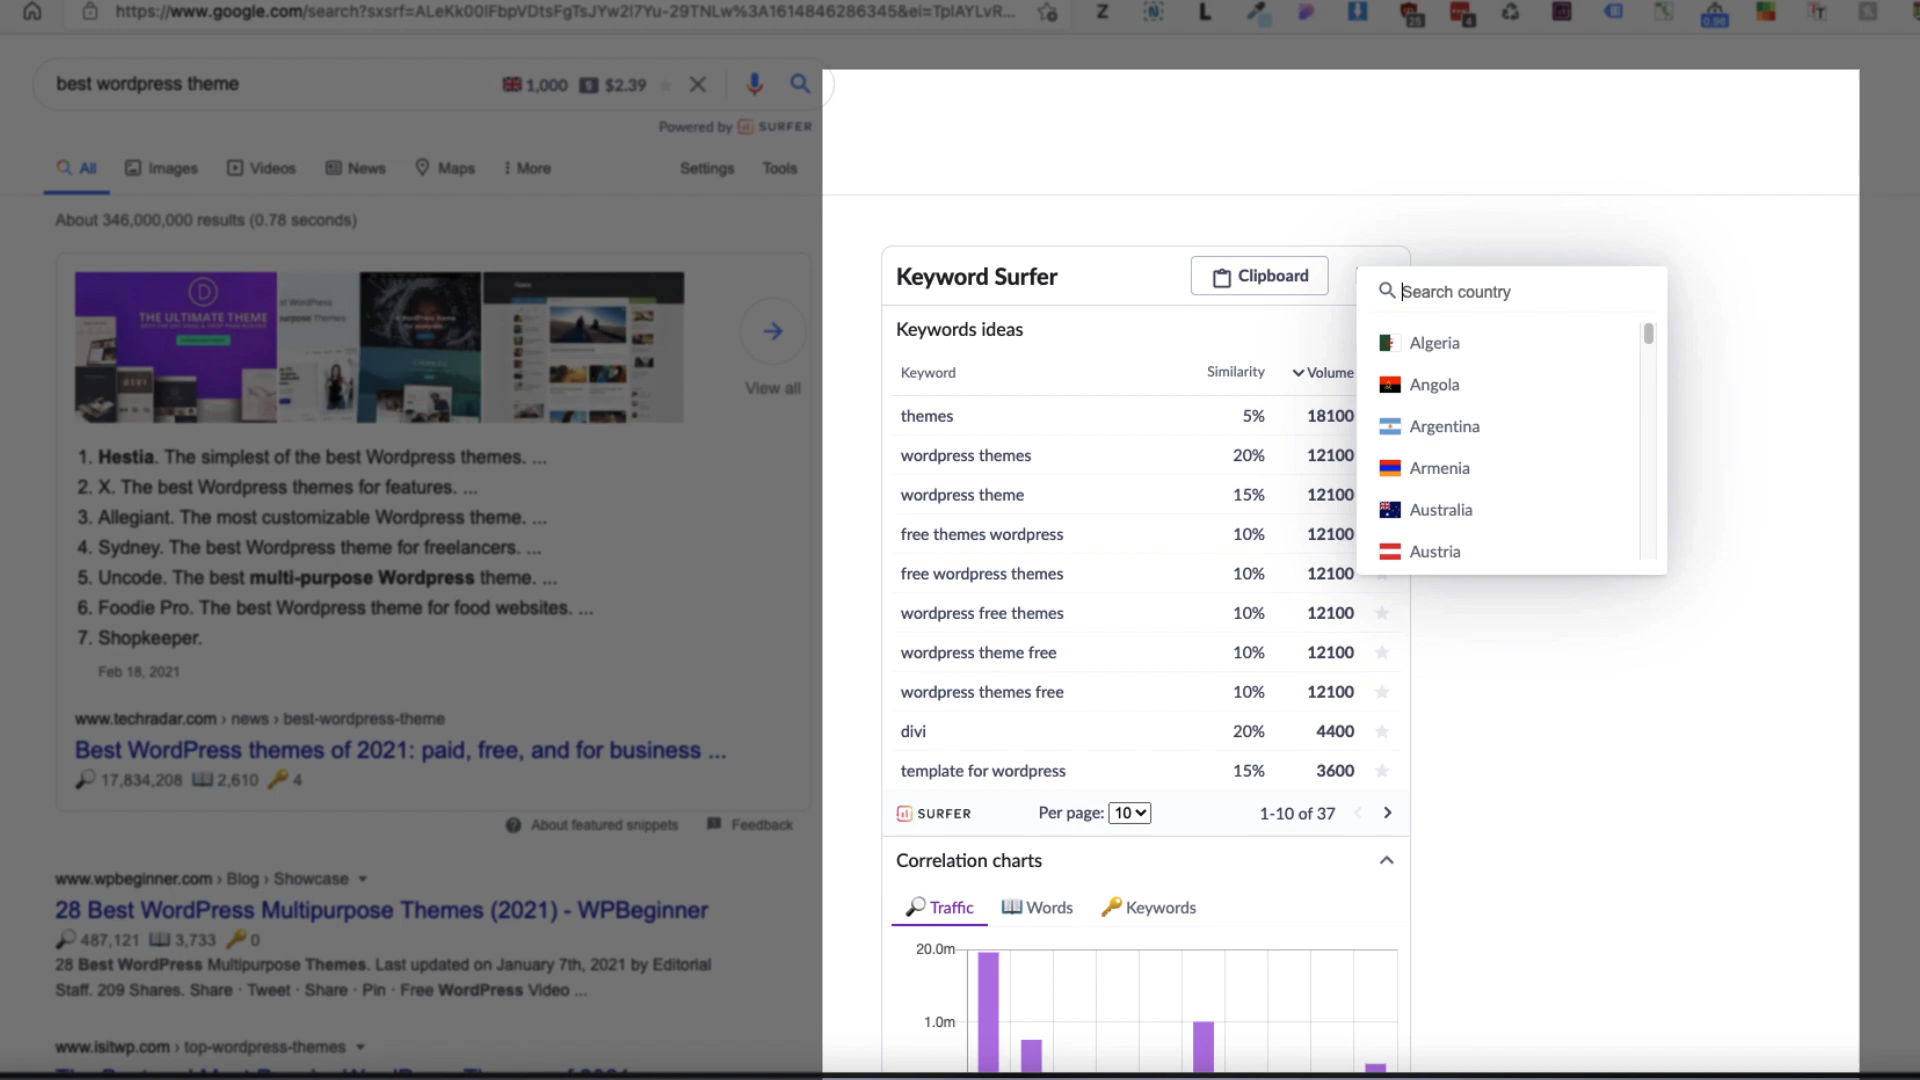 https://www.google.com/search?sxsrf=ALeKk00lFbpVDtsFgTsJYw2l7Yu-29TNLw%3A1614846286345&ei=TpIAYLvR...
best wordpress theme
1,000
$2.39
Powered by SURFER
All
Images
Videos
News
Maps
More
Settings
Tools
About 346,000,000 results (0.78 seconds)
THE ULTIMATE THEME
View all
1. Hestia. The simplest of the best Wordpress themes. ...
2. X. The best Wordpress themes for features. ...
3. Allegiant. The most customizable Wordpress theme. ...
4. Sydney. The best Wordpress theme for freelancers. ...
5. Uncode. The best multi-purpose Wordpress theme. ...
6. Foodie Pro. The best Wordpress theme for food websites. ...
7. Shopkeeper.
Feb 18, 2021
www.techradar.com › news › best-wordpress-theme
Best WordPress themes of 2021: paid, free, and for business ...
17,834,208 2,610 4
About featured snippets
Feedback
www.wpbeginner.com › Blog › Showcase
28 Best WordPress Multipurpose Themes (2021) - WPBeginner
487,121 3,733 0
28 Best WordPress Multipurpose Themes. Last updated on January 7th, 2021 by Editorial
Staff. 209 Shares. Share · Tweet · Share · Pin · Free WordPress Video ...
www.isitwp.com › top-wordpress-themes
Keyword Surfer
Clipboard
Keywords ideas
Keyword Similarity Volume
themes 5% 18100
wordpress themes 20% 12100
wordpress theme 15% 12100
free themes wordpress 10% 12100
free wordpress themes 10% 12100
wordpress free themes 10% 12100
wordpress theme free 10% 12100
wordpress themes free 10% 12100
divi 20% 4400
template for wordpress 15% 3600
SURFER
Per page: 10
1-10 of 37
Correlation charts
Traffic
Words
Keywords
20.0m
1.0m
Search country
Algeria
Angola
Argentina
Armenia
Australia
Austria